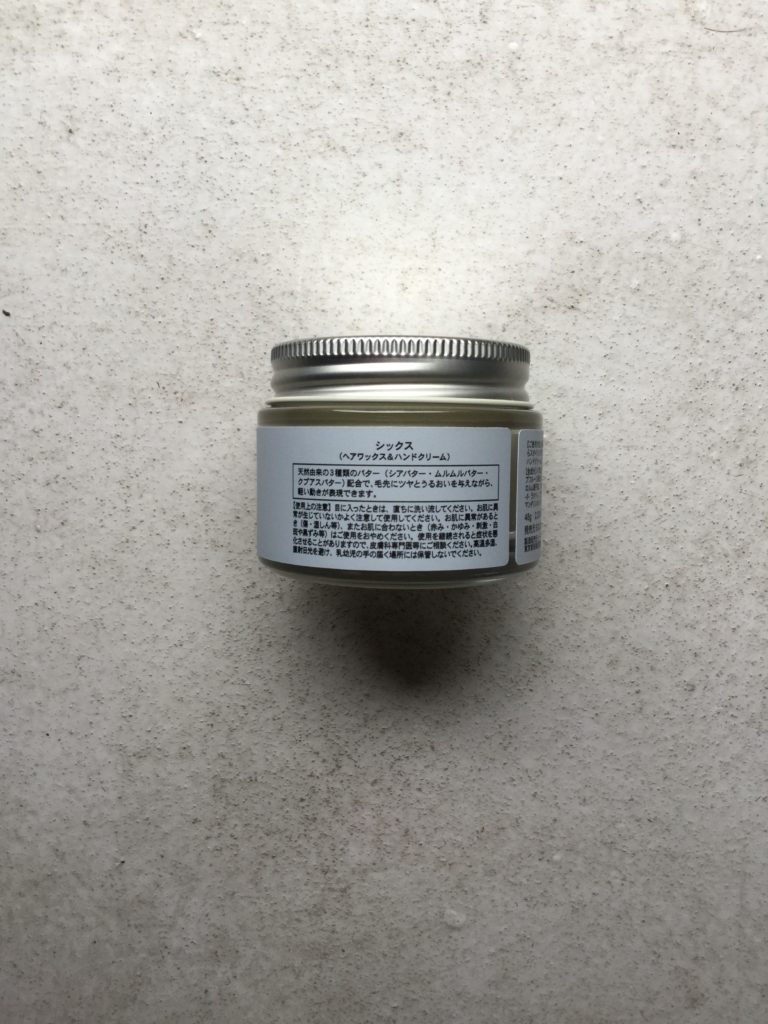 シックス
(ヘアワックス&ハンドクリーム)
天然由来の3種類のバター(シアバター・ムルムルバター・
クプアスバター)配合で、毛先にツヤとうるおいを与えながら、
軽い動きが表現できます。
【使用上の注意】目に入ったときは、直ちに洗い流してください。お肌に異
常が生じていないかよく注意して使用してください。お肌に異常があると
き(傷・湿しん等)、またお肌に合わないとき(赤み・かゆみ・刺激・白
斑や黒ずみ等)はご使用をおやめください。使用を継続されると症状を悪
化させることがありますので、皮膚科専門医等にご相談ください。高温多湿、
直射日光を避け、乳幼児の手の届く場所には保管しないでください。